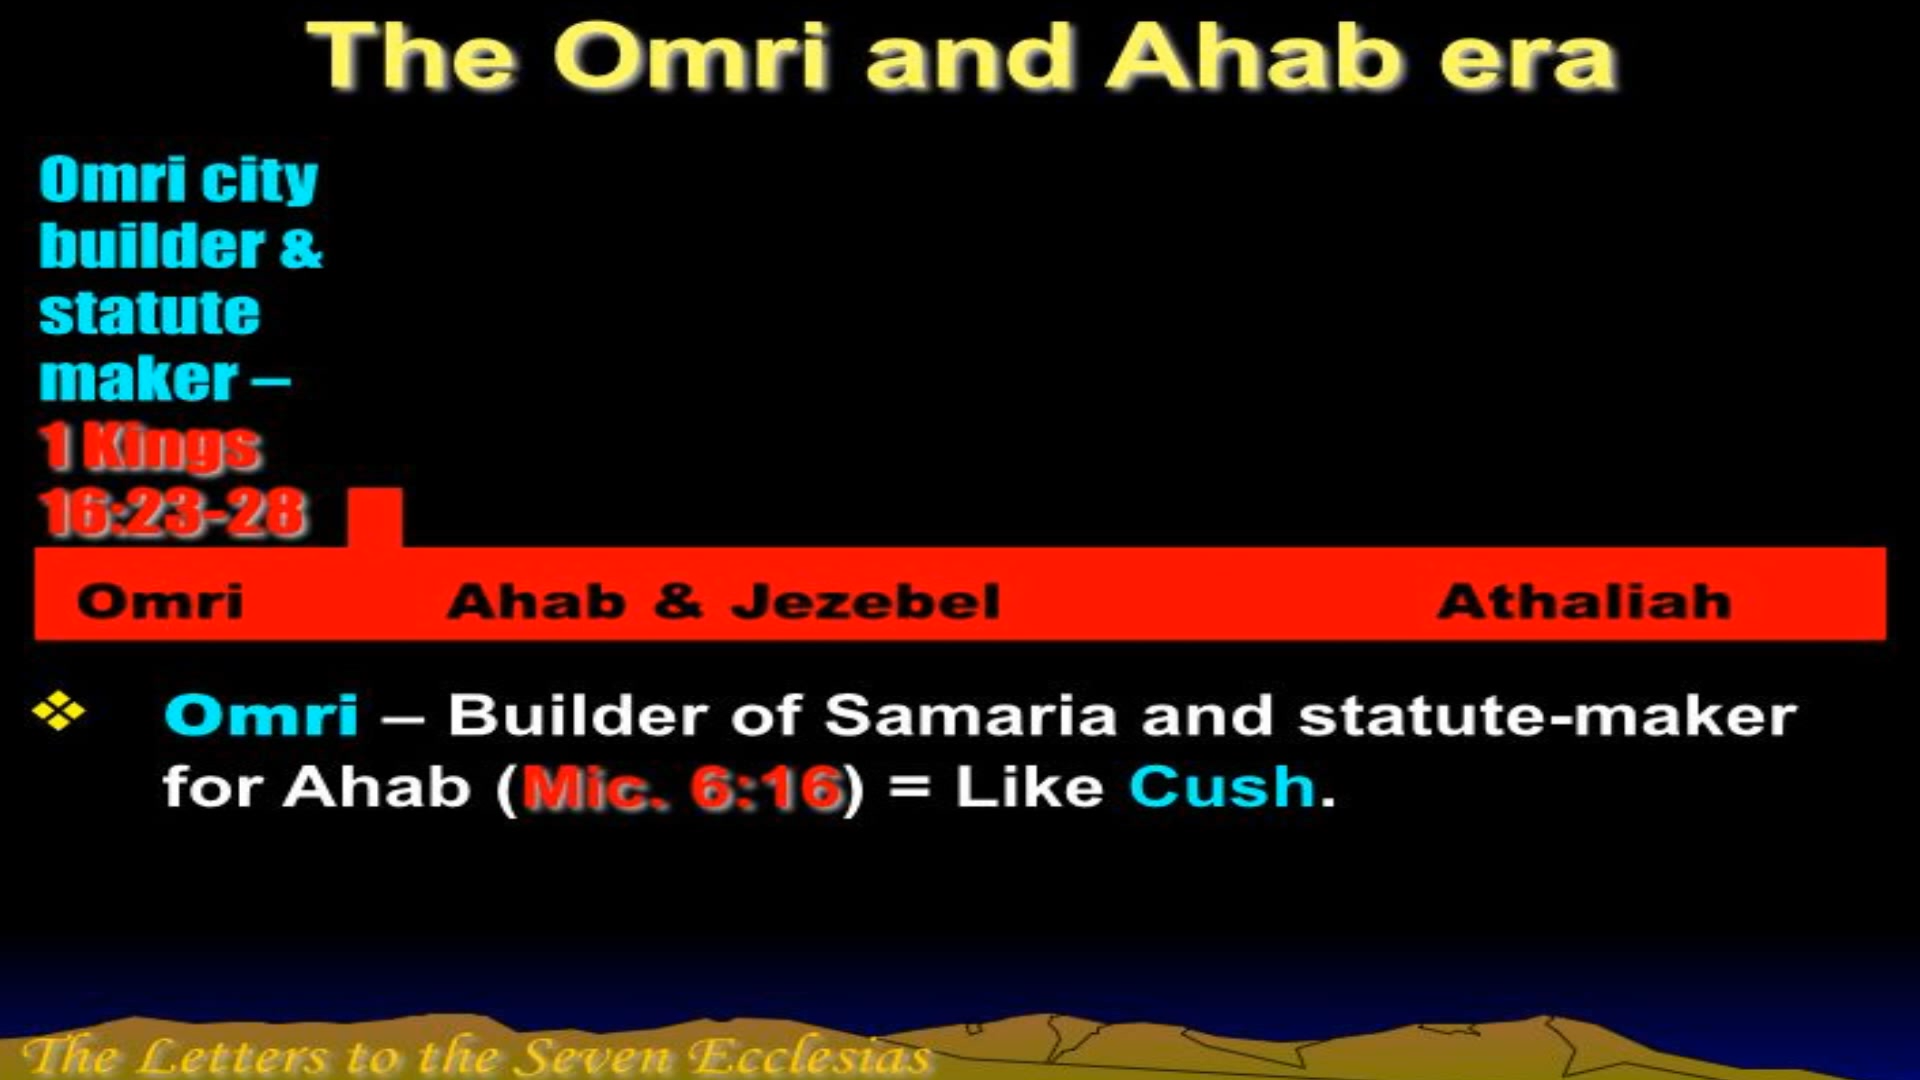 The Omri and Ahab era
Omri city
builder &
statute
maker –
1 Kings
16:23-28
Omri Ahab & Jezebel Athaliah
Omri – Builder of Samaria and statute-maker
for Ahab (Mic. 6:16) = Like Cush.
The Letters to the Seven Ecclesias